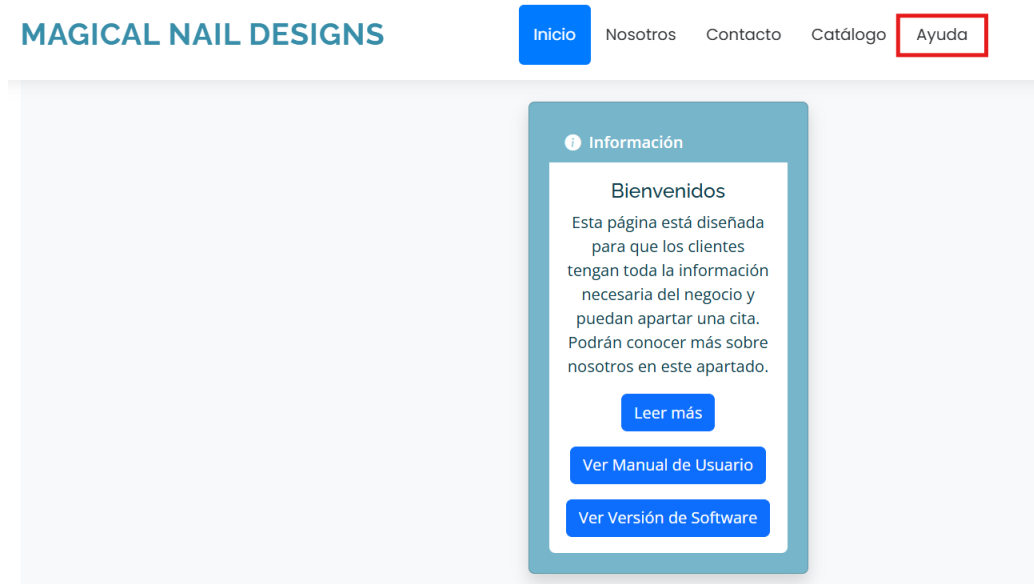 MAGICAL NAIL DESIGNS
Inicio Nosotros Contacto Catálogo Ayuda
Información
Bienvenidos
Esta página está diseñada
para que los clientes
tengan toda la información
necesaria del negocio y
puedan apartar una cita.
Podrán conocer más sobre
nosotros en este apartado.
Leer más
Ver Manual de Usuario
Ver Versión de Software